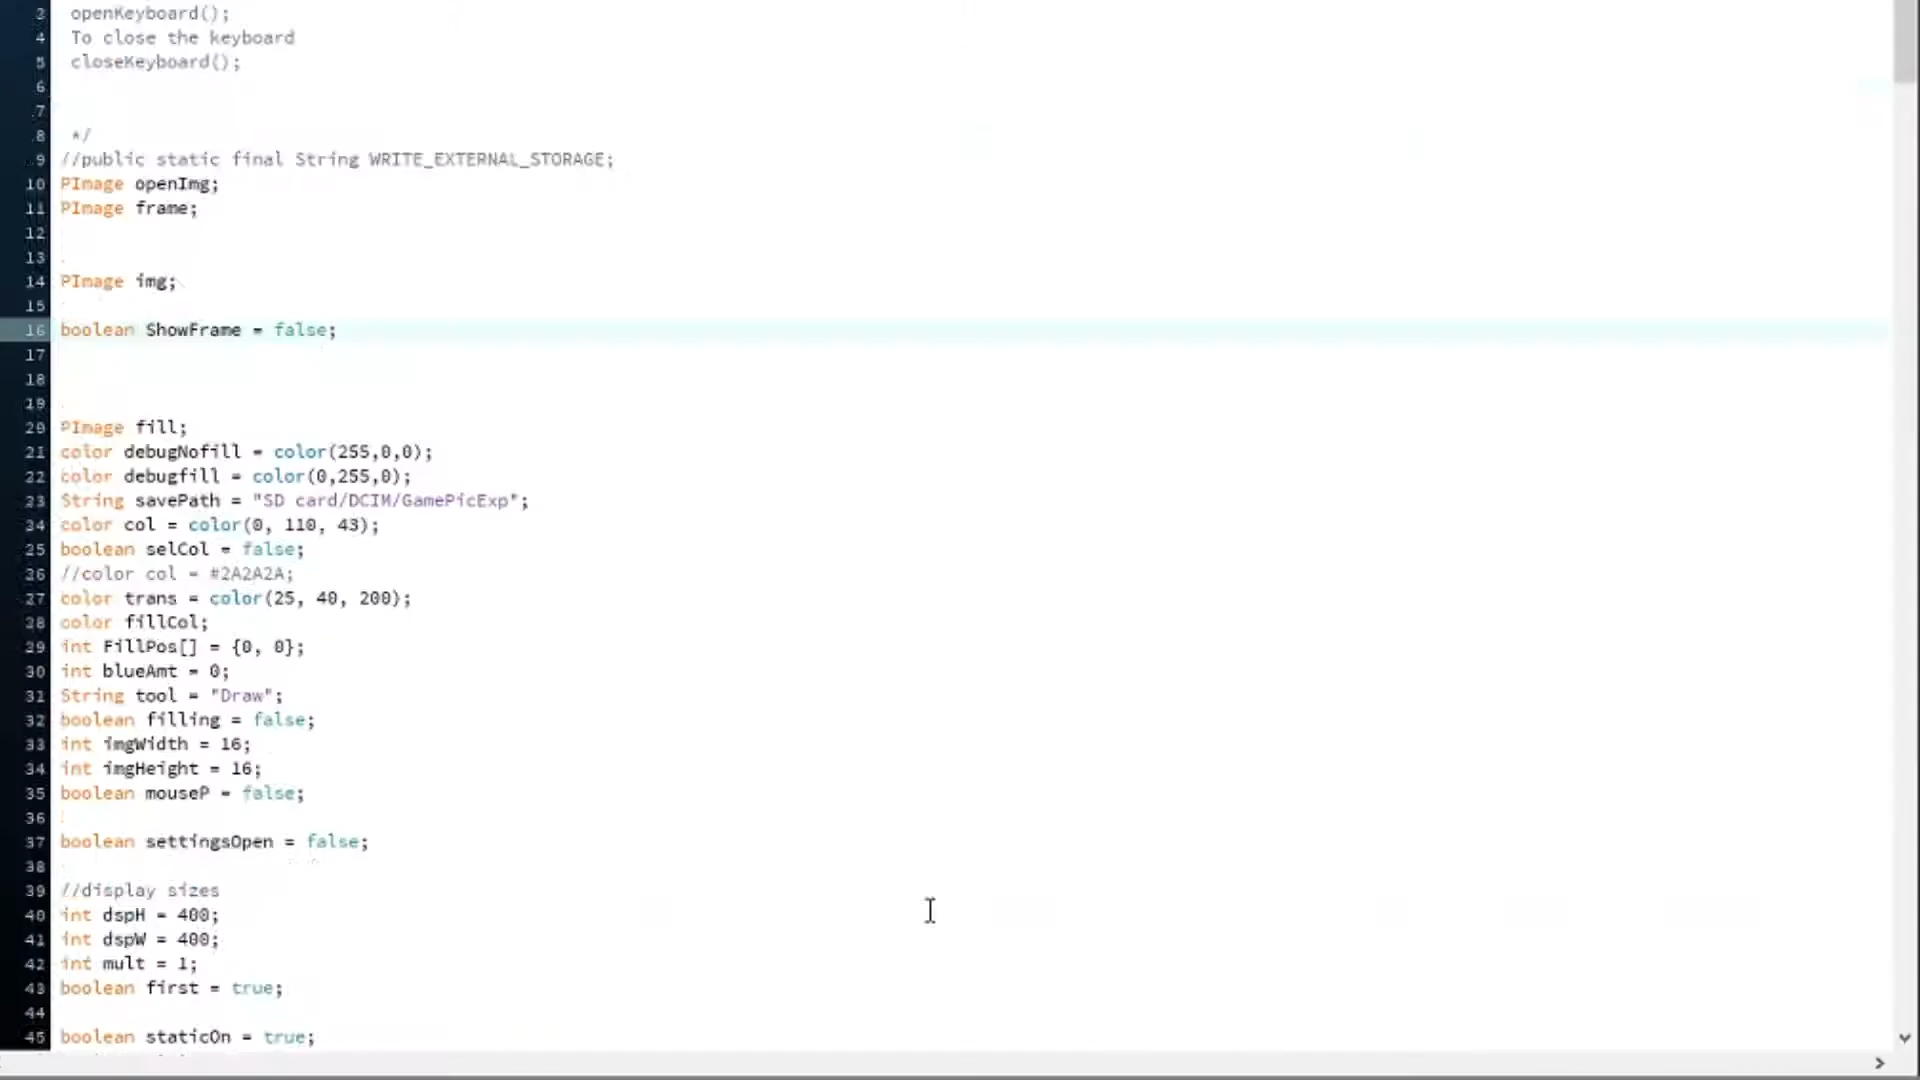 3 openKeyboard();
4 To close the keyboard
5 closeKeyboard();
6
7
8 */
9 //public static final String WRITE_EXTERNAL_STORAGE;
10 PImage openImg;
11 PImage frame;
12
13
14 PImage img;
15
16 boolean ShowFrame = false;
17
18
19
20 PImage fill;
21 color debugNofill = color(255,0,0);
22 color debugfill = color(0,255,0);
23 String savePath = "SD card/DCIM/GamePicExp";
24 color col = color(0, 110, 43);
25 boolean selCol = false;
26 //color col = #2A2A2A;
27 color trans = color(25, 40, 200);
28 color fillCol;
29 int FillPos[] = {0, 0};
30 int blueAmt = 0;
31 String tool = "Draw";
32 boolean filling = false;
33 int imgWidth = 16;
34 int imgHeight = 16;
35 boolean mouseP = false;
36
37 boolean settingsOpen = false;
38
39 //display sizes
40 int dspH = 400;
41 int dspW = 400;
42 int mult = 1;
43 boolean first = true;
44
45 boolean staticOn = true;